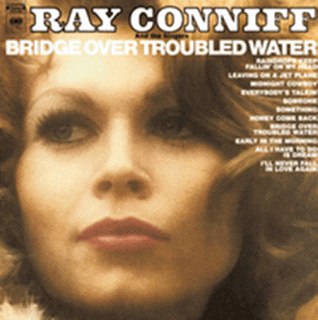 RAY CONNIFF
And the Singers
BRIDGE OVER TROUBLED WATER
RAINDROPS KEEP
FALLIN' ON MY HEAD
LEAVING ON A JET PLANE
MIDNIGHT COWBOY
EVERYBODY'S TALKIN'
SOMEONE
SOMETHING
HONEY COME BACK
BRIDGE OVER
TROUBLED WATER
EARLY IN THE MORNING
ALL I HAVE TO DO
IS DREAM
I'LL NEVER FALL
IN LOVE AGAIN